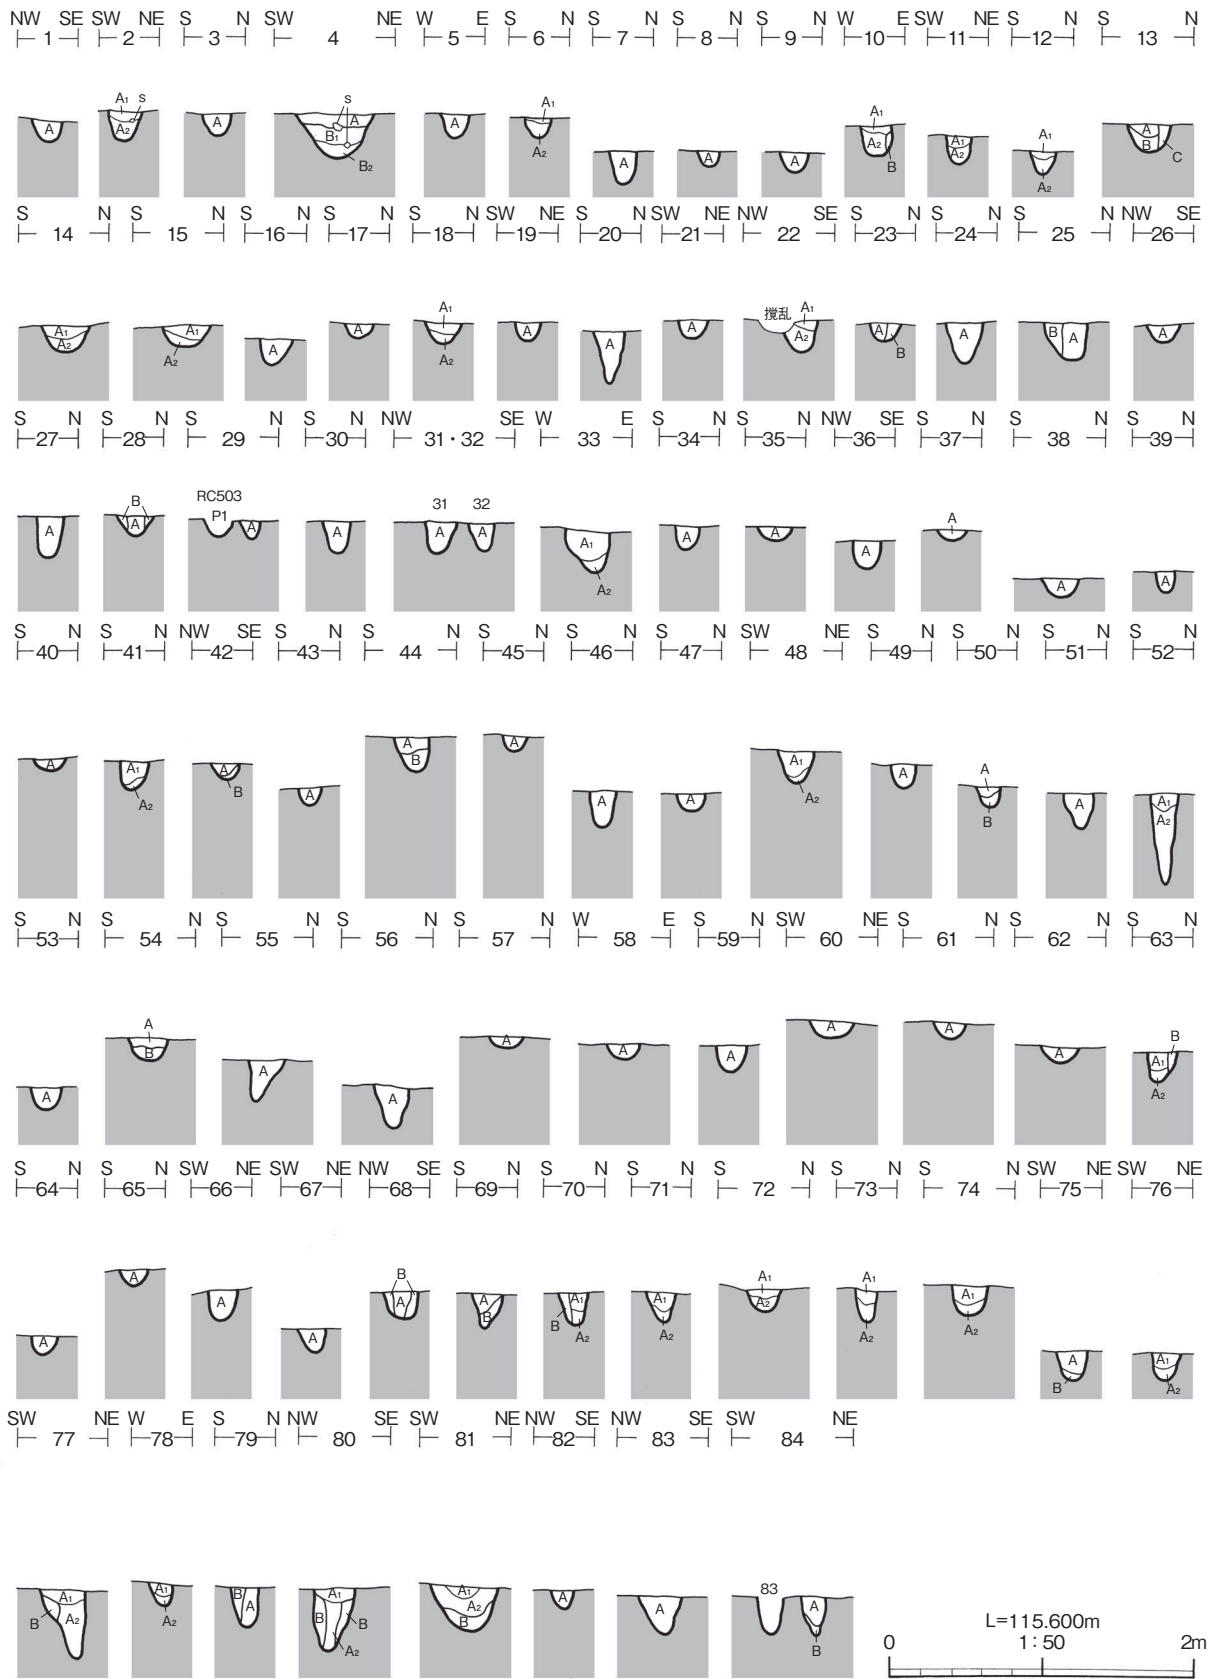 NW SE SW NE S N SW NE W E S N S N S N S N W E SW NE S N S N
1 2 3 4 5 6 7 8 9 10 11 12 13
A A1 s A2 A s A B1 B2 A A1 A2 A A A A1 A2 B A1 A2 A1 A2 A B C
S N S N S N S N S N SW NE S N SW NE NW SE S N S N S N NW SE
14 15 16 17 18 19 20 21 22 23 24 25 26
A1 A2 A1 A2 A A A1 A2 A A A 撹乱 A1 A2 A B A B A A
S N S N S N S N NW SE W E S N S N NW SE S N S N S N
27 28 29 30 31・32 33 34 35 36 37 38 39
A B A RC503 P1 A A 31 A 32 A A1 A2 A A A A A A
S N S N NW SE S N S N S N S N S N SW NE S N S N S N S N
40 41 42 43 44 45 46 47 48 49 50 51 52
A A1 A2 A B A A B A A A A1 A2 A A B A A1 A2
S N S N S N S N S N W E S N SW NE S N S N S N
53 54 55 56 57 58 59 60 61 62 63
A A B A A A A A A A A A1 B A2
S N S N SW NE SW NE NW SE S N S N S N S N S N S N SW NE SW NE
64 65 66 67 68 69 70 71 72 73 74 75 76
A A A A B A A B A1 B A2 A1 A2 A1 A2 A1 A2 A1 A2 A B A1 A2
SW NE W E S N NW SE SW NE NW SE NW SE SW NE
77 78 79 80 81 82 83 84
A1 B A2 A1 A2 B A A1 B B A2 A1 A2 B A A 83 A B
L=115.600m
0 1:50 2m